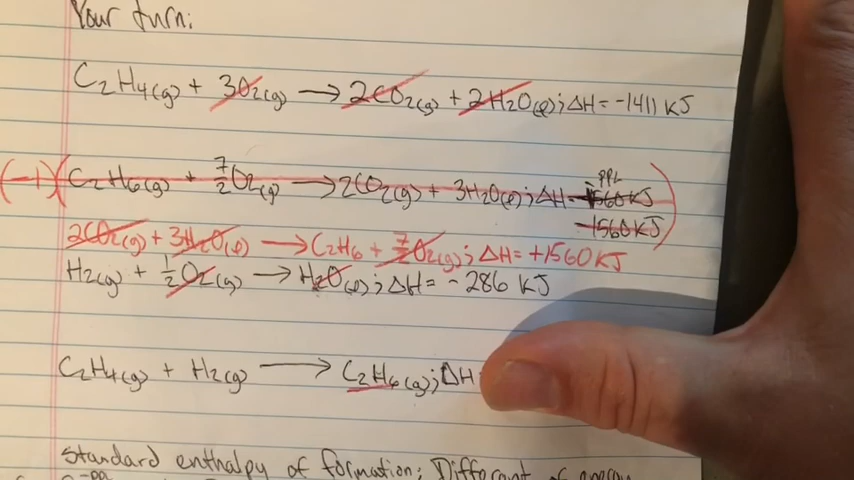 Your turn:
C2H4(g) + 3O2(g) → 2CO2(g) + 2H2O(l); ΔH = -1411 kJ
(-1)(C2H6(g) + 7/2 O2(g) → 2CO2(g) + 3H2O(l); ΔH = -1560 kJ)
-1560 kJ
2CO2(g) + 3H2O(l) → C2H6 + 7/2 O2(g); ΔH = +1560 kJ
H2(g) + 1/2 O2(g) → H2O(l); ΔH = -286 kJ
C2H4(g) + H2(g) → C2H6(g); ΔH
Standard enthalpy of formation: Different of energy